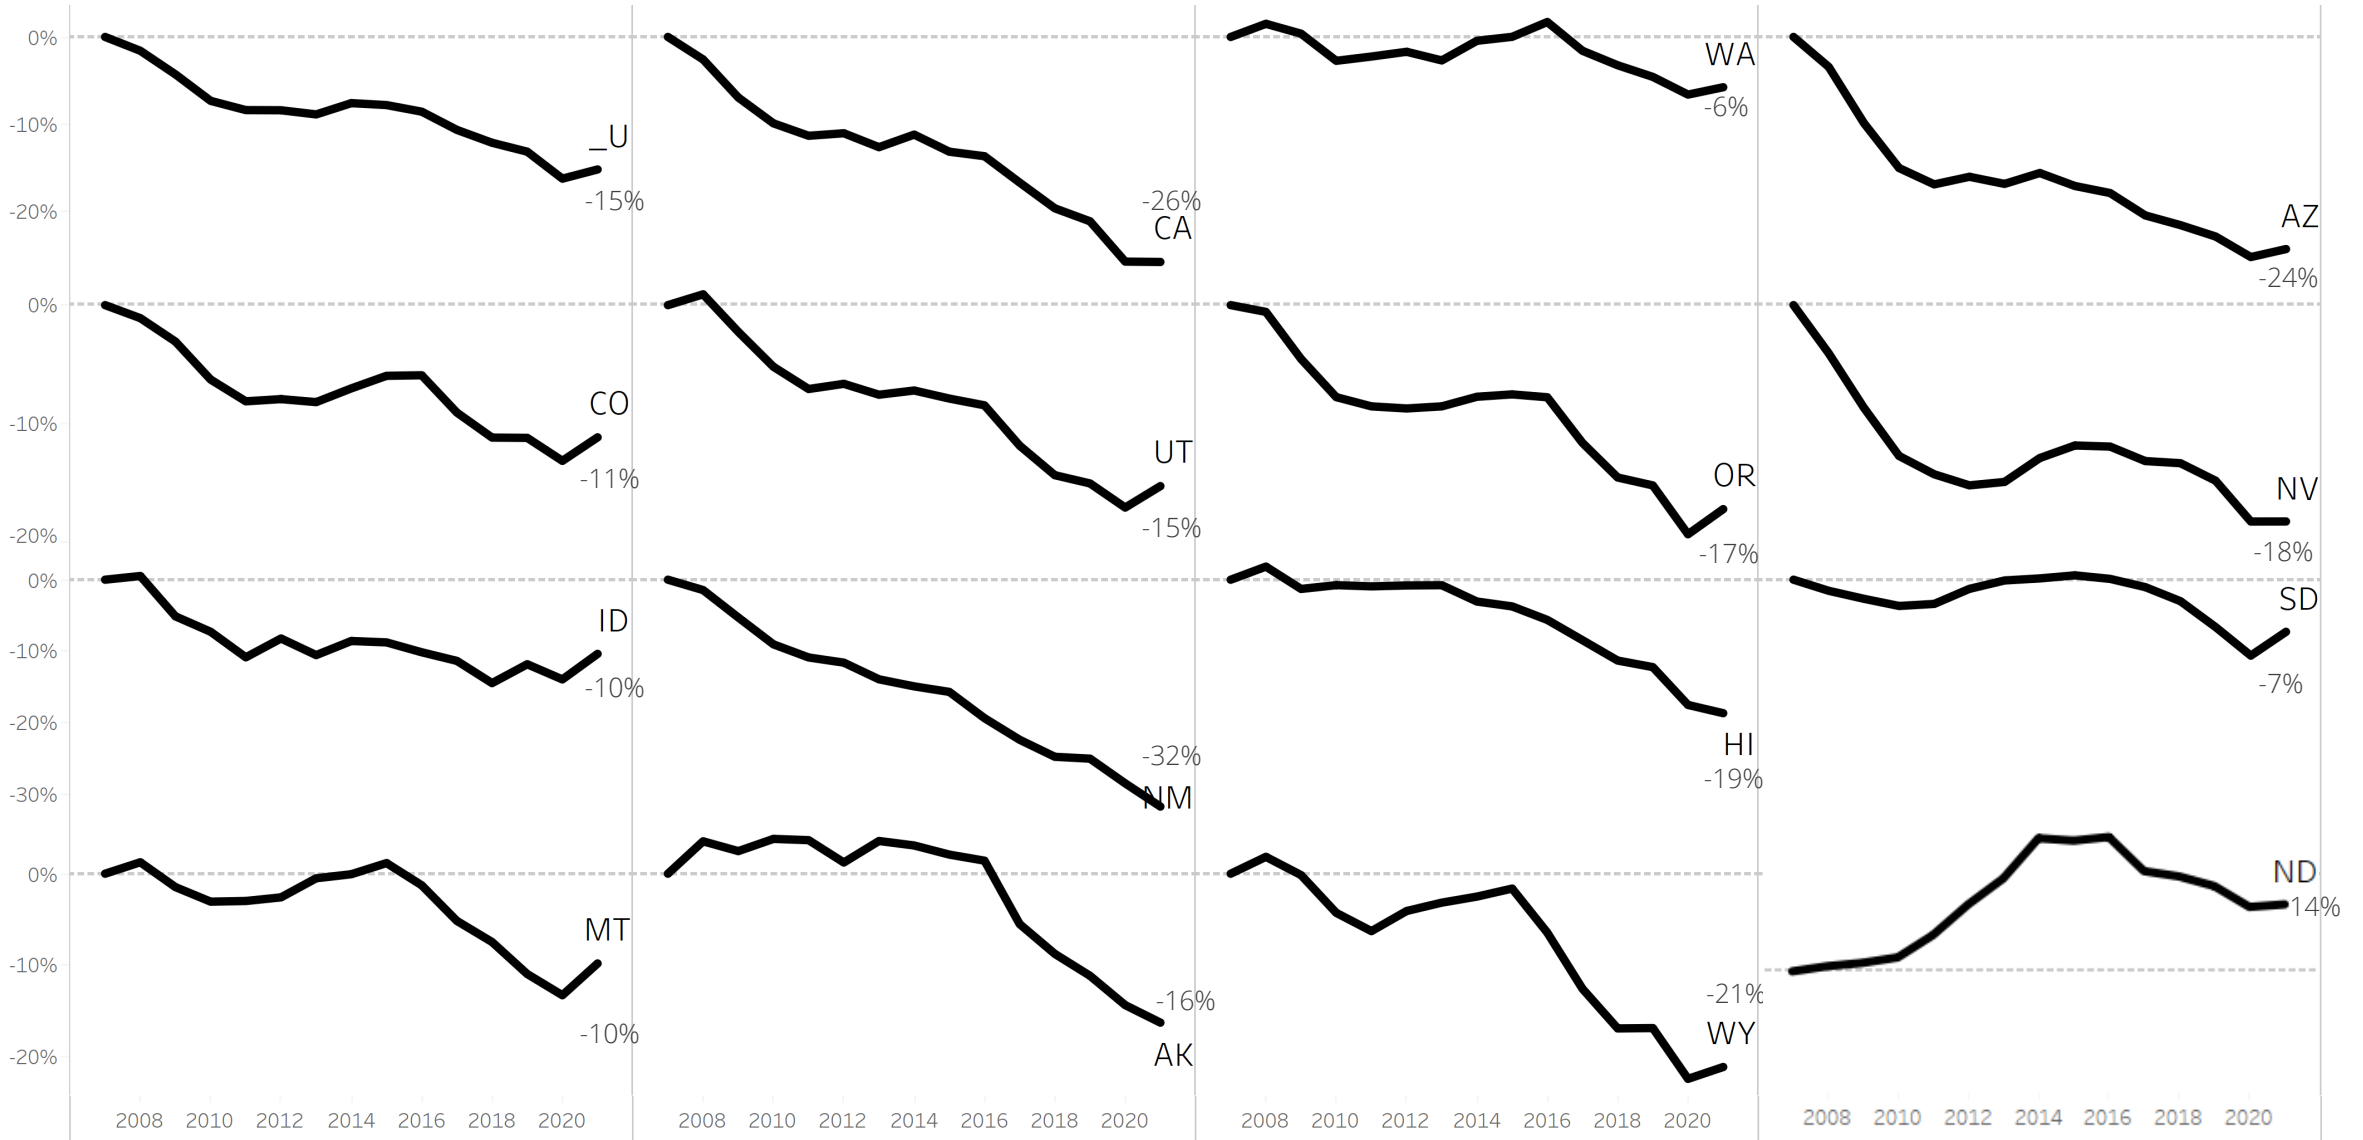 0%
-10%
-20%
_U
-15%
-26%
CA
WA
-6%
AZ
-24%
0%
-10%
-20%
CO
-11%
UT
-15%
OR
-17%
NV
-18%
0%
-10%
-20%
-30%
ID
-10%
-32%
NM
HI
-19%
SD
-7%
0%
-10%
-20%
MT
-10%
-16%
AK
-21%
WY
ND
14%
2008 2010 2012 2014 2016 2018 2020
2008 2010 2012 2014 2016 2018 2020
2008 2010 2012 2014 2016 2018 2020
2008 2010 2012 2014 2016 2018 2020